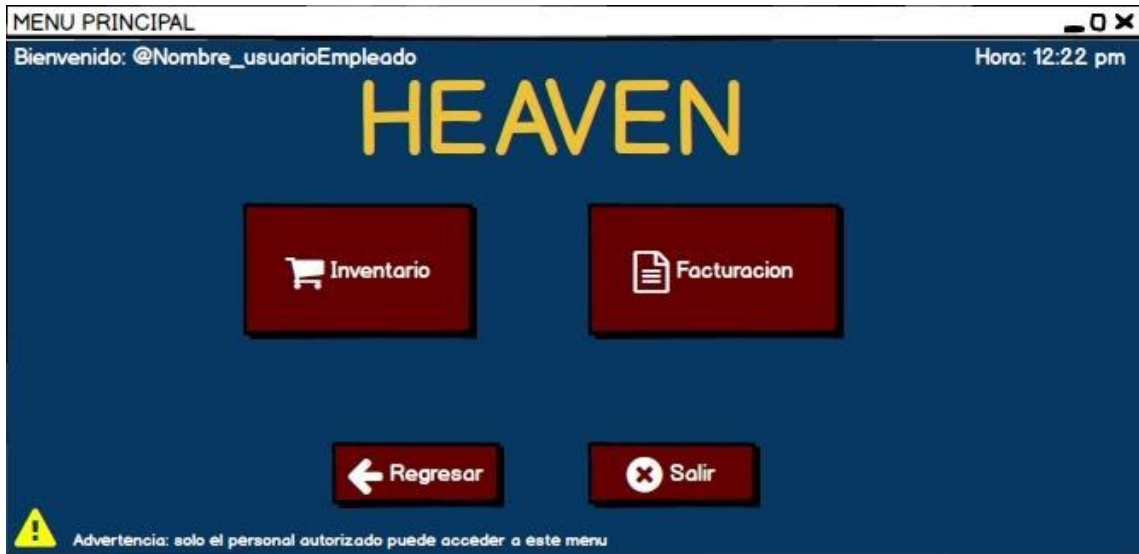 MENU PRINCIPAL
Bienvenido: @Nombre_usuarioEmpleado
Hora: 12:22 pm
HEAVEN
Inventario
Facturacion
Regresar
Salir
Advertencia: solo el personal autorizado puede acceder a este menu